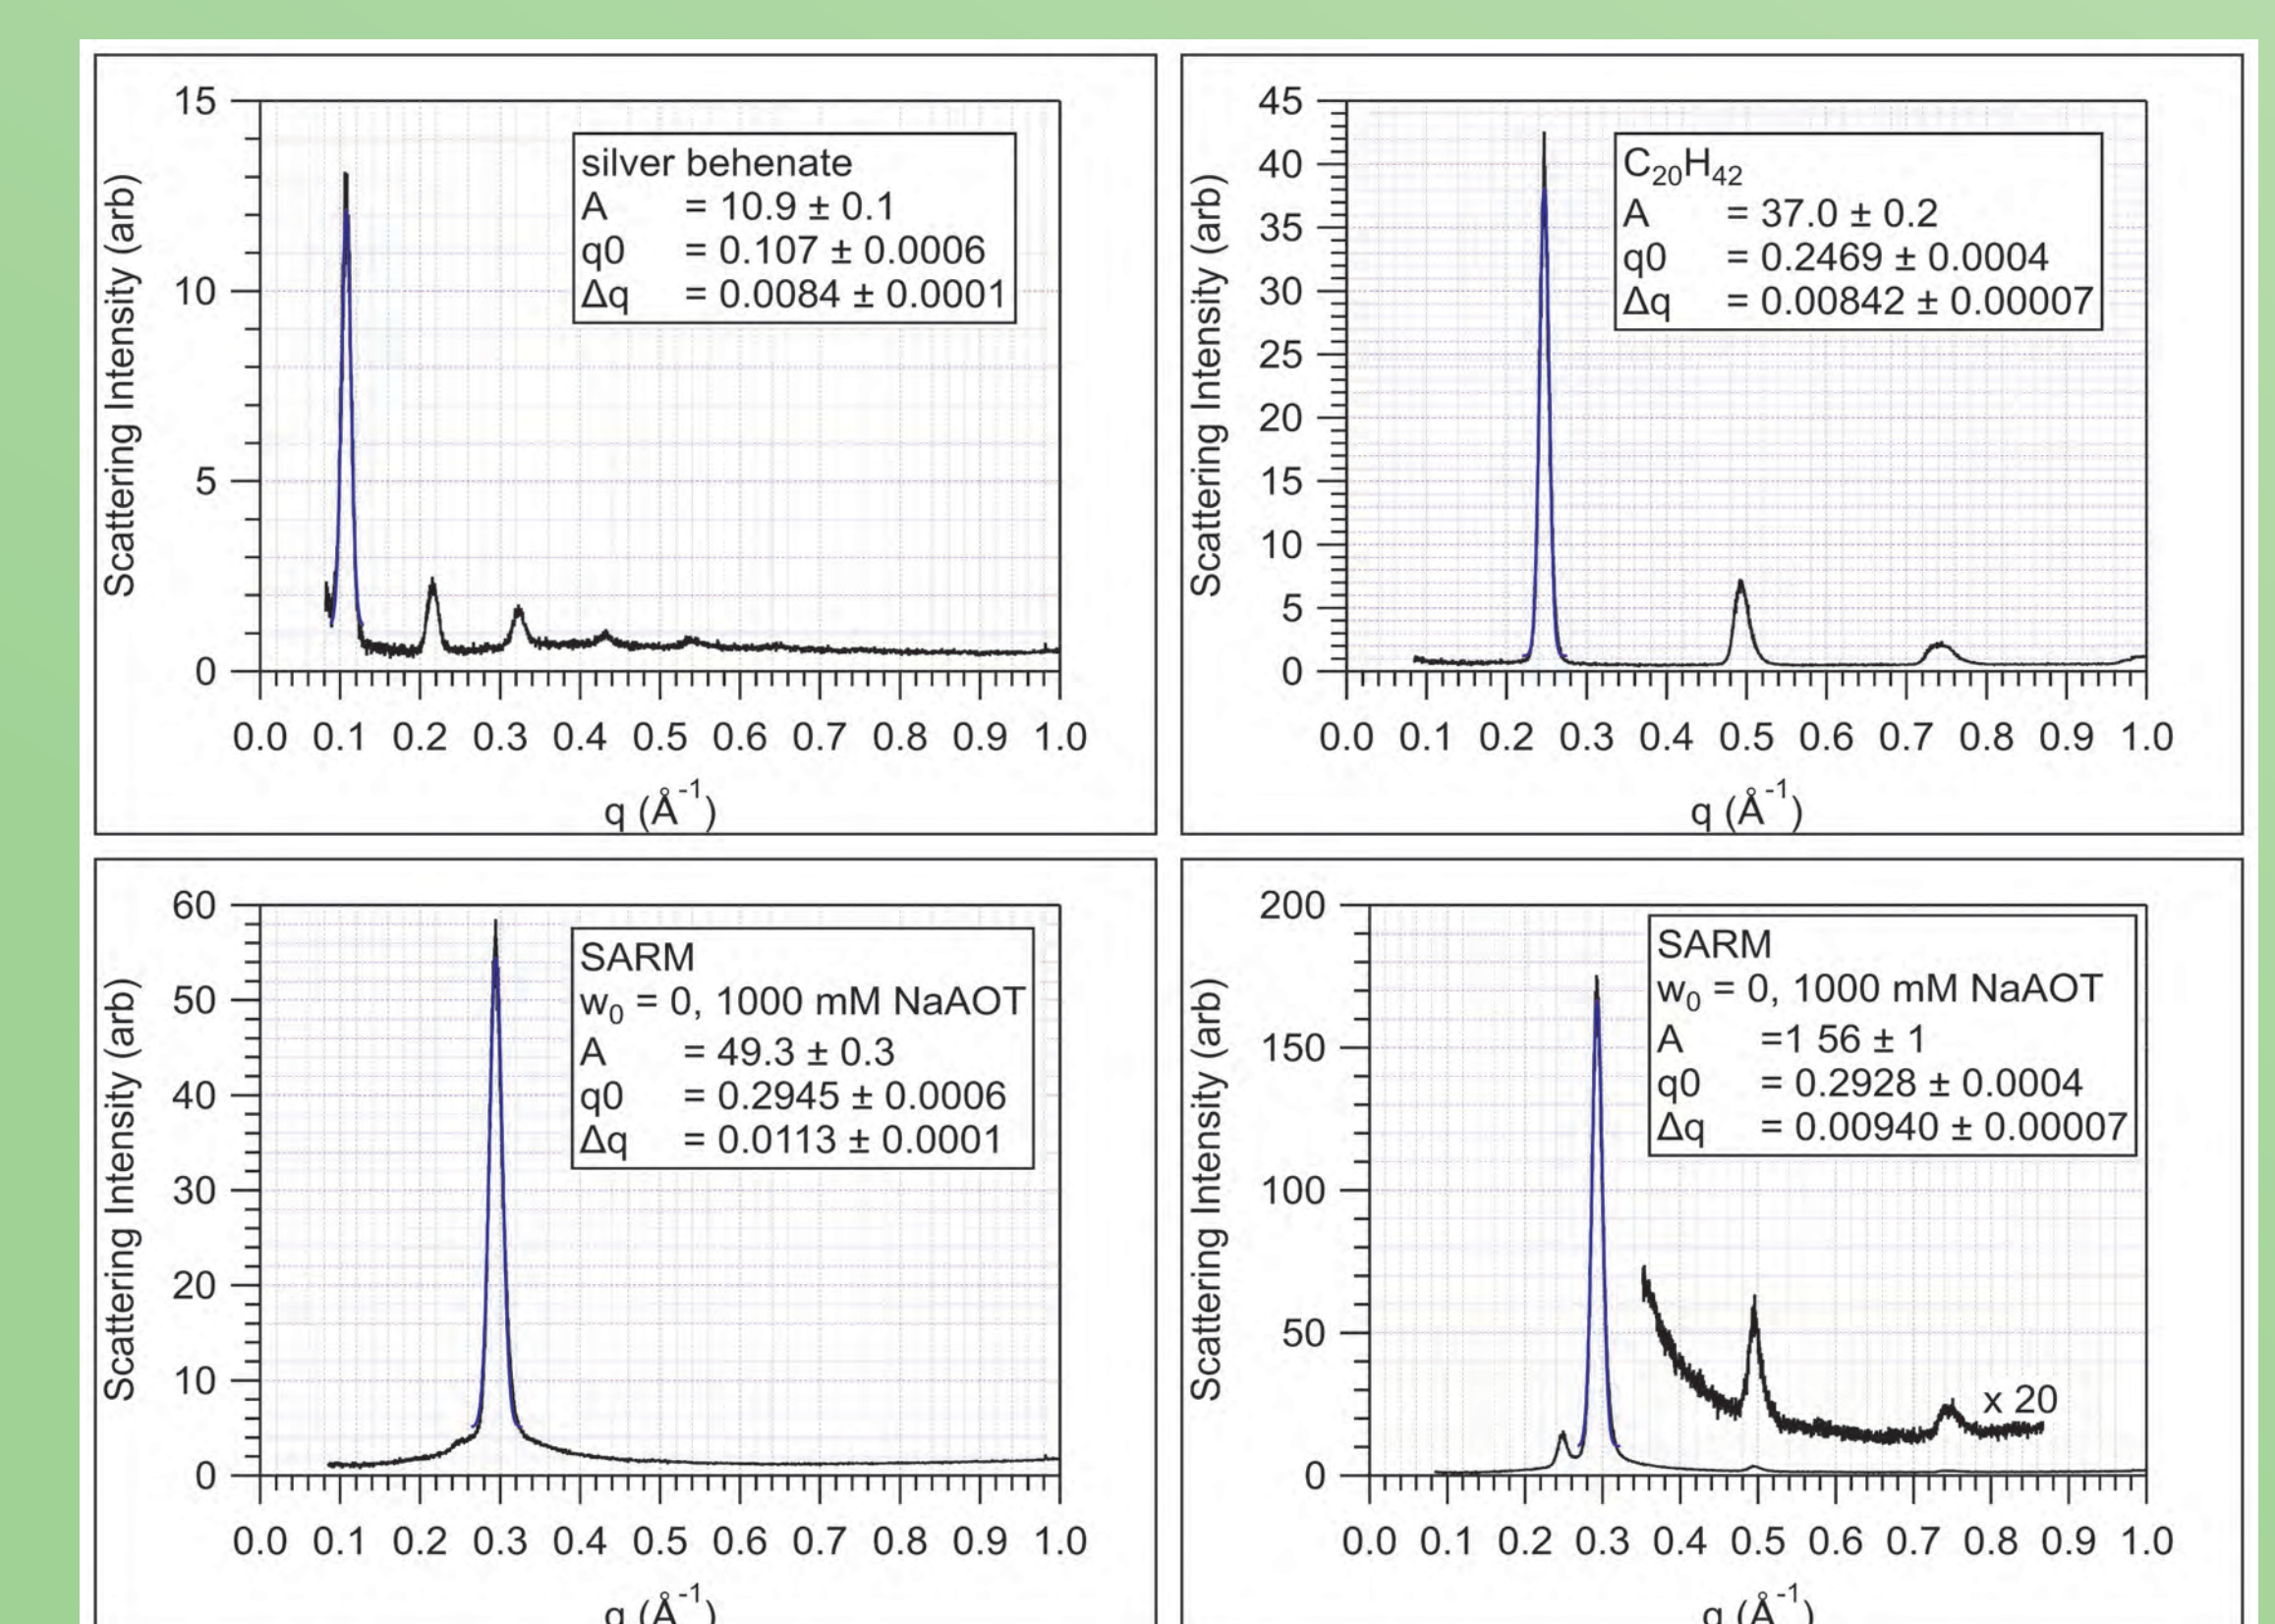 15
10
5
0
Scattering Intensity (arb)
silver behenate
A = 10.9 ± 0.1
q0 = 0.107 ± 0.0006
Δq = 0.0084 ± 0.0001
0.0 0.1 0.2 0.3 0.4 0.5 0.6 0.7 0.8 0.9 1.0
q (Å⁻¹)
45
40
35
30
25
20
15
10
5
0
Scattering Intensity (arb)
C₂₀H₄₂
A = 37.0 ± 0.2
q0 = 0.2469 ± 0.0004
Δq = 0.00842 ± 0.00007
0.0 0.1 0.2 0.3 0.4 0.5 0.6 0.7 0.8 0.9 1.0
q (Å⁻¹)
60
50
40
30
20
10
0
Scattering Intensity (arb)
SARM
w₀ = 0, 1000 mM NaAOT
A = 49.3 ± 0.3
q0 = 0.2945 ± 0.0006
Δq = 0.0113 ± 0.0001
0.0 0.1 0.2 0.3 0.4 0.5 0.6 0.7 0.8 0.9 1.0
q (Å⁻¹)
200
150
100
50
0
Scattering Intensity (arb)
SARM
w₀ = 0, 1000 mM NaAOT
A =1 56 ± 1
q0 = 0.2928 ± 0.0004
Δq = 0.00940 ± 0.00007
x 20
0.0 0.1 0.2 0.3 0.4 0.5 0.6 0.7 0.8 0.9 1.0
q (Å⁻¹)